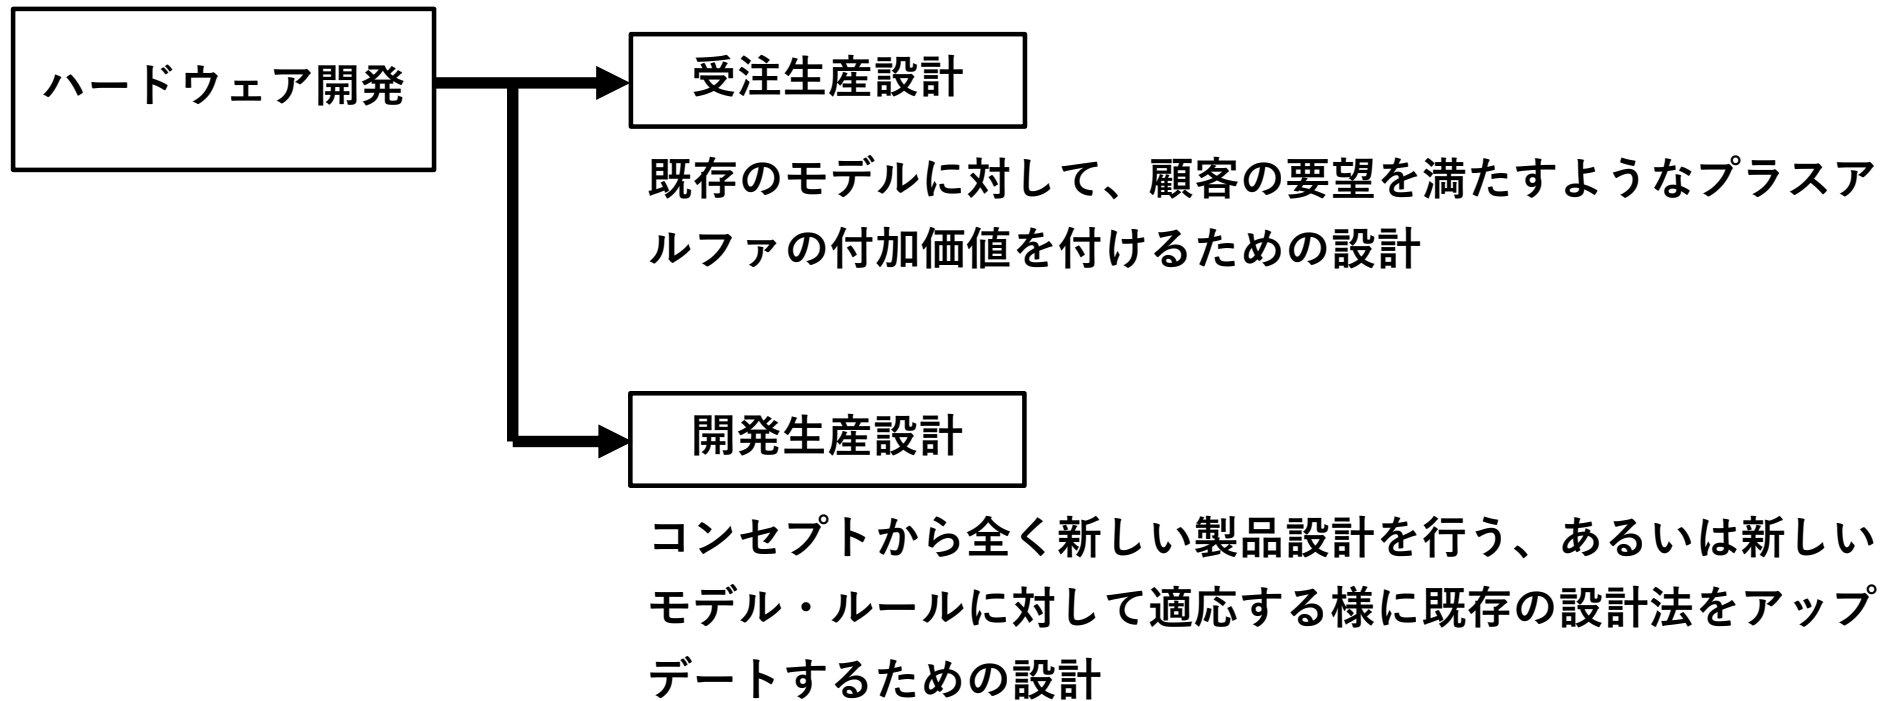 ハードウェア開発
受注生産設計
既存のモデルに対して、顧客の要望を満たすようなプラスア
ルファの付加価値を付けるための設計
開発生産設計
コンセプトから全く新しい製品設計を行う、あるいは新しい
モデル・ルールに対して適応する様に既存の設計法をアップ
デートするための設計